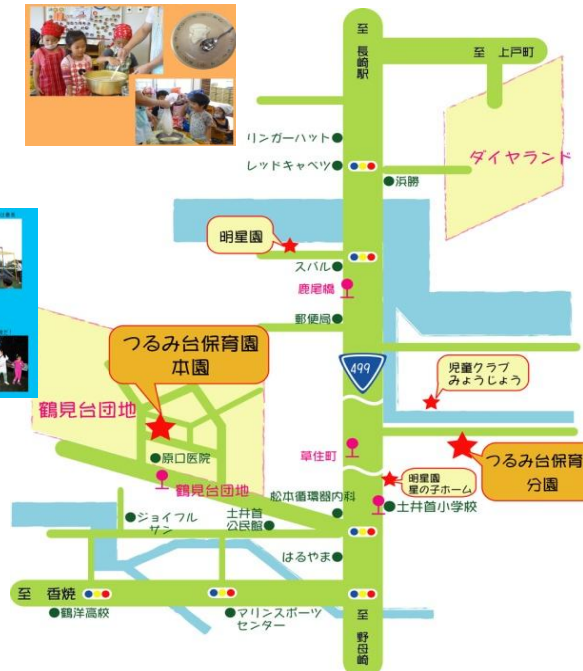 至 長崎駅
至 上戸町
リンガーハット
レッドキャベツ
ダイヤランド
浜勝
明星園
スバル
鹿尾橋
郵便局
つるみ台保育園
本園
499
児童クラブ
みょうじょう
鶴見台団地
原口医院
草住町
つるみ台保育
分園
鶴見台団地
明星園
星の子ホーム
舩本循環器内科
土井首小学校
ジョイフル
サン
土井首
公民館
はるやま
至 香焼
鶴洋高校
マリンスポーツ
センター
至 野母崎